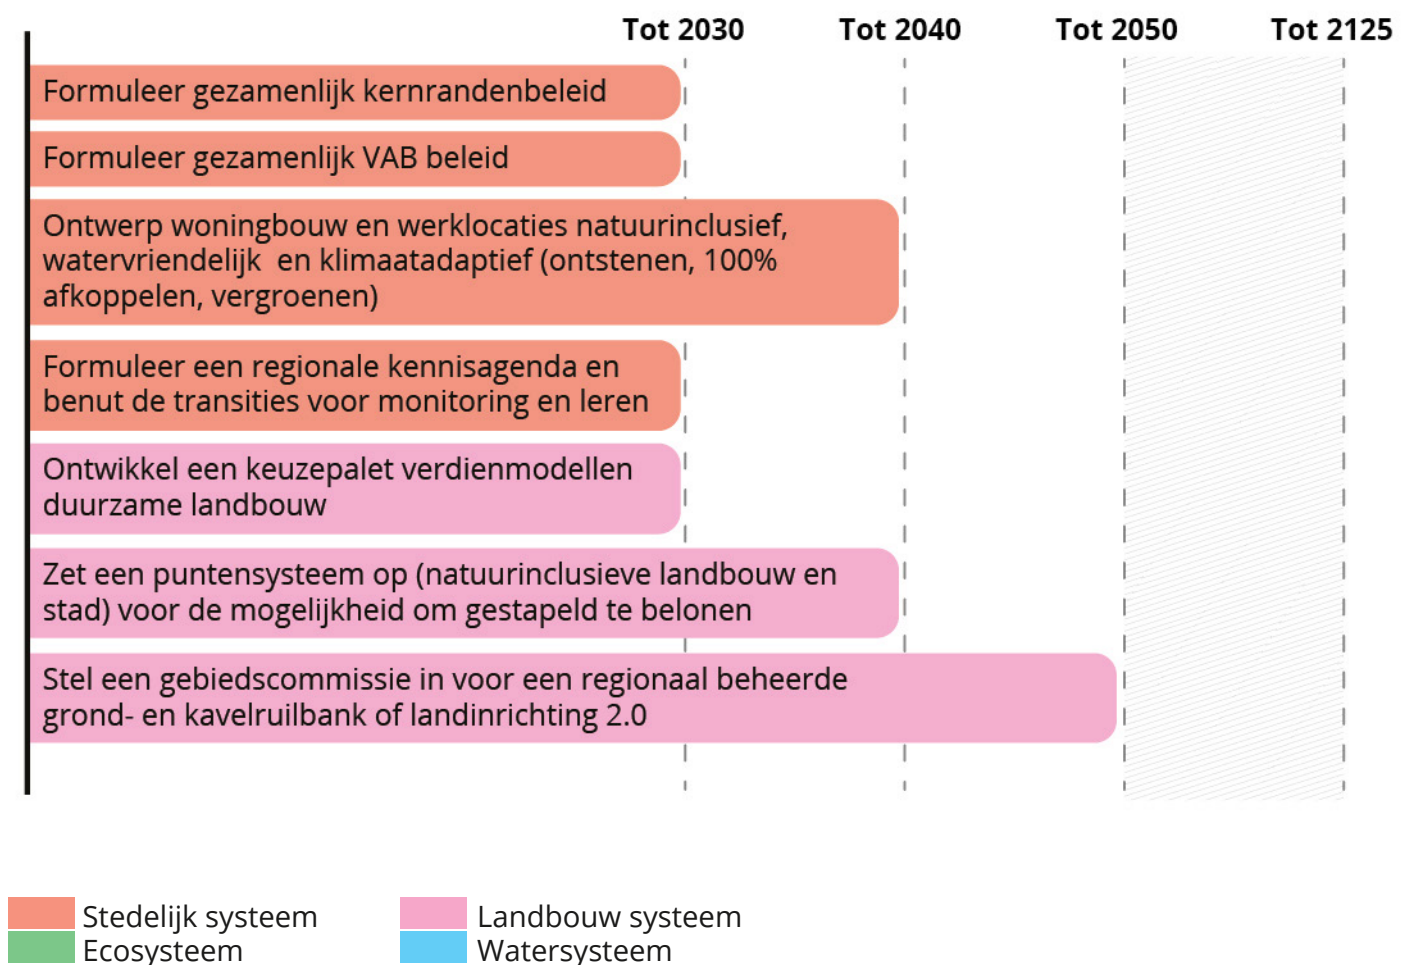 Tot 2030 Tot 2040 Tot 2050 Tot 2125
Formuleer gezamenlijk kernrandenbeleid
Formuleer gezamenlijk VAB beleid
Ontwerp woningbouw en werklocaties natuurinclusief,
watervriendelijk en klimaatadaptief (ontstenen, 100%
afkoppelen, vergroenen)
Formuleer een regionale kennisagenda en
benut de transities voor monitoring en leren
Ontwikkel een keuzepalet verdienmodellen
duurzame landbouw
Zet een puntensysteem op (natuurinclusieve landbouw en
stad) voor de mogelijkheid om gestapeld te belonen
Stel een gebiedscommissie in voor een regionaal beheerde
grond- en kavelruilbank of landinrichting 2.0
Stedelijk systeem Landbouw systeem
Ecosysteem Watersysteem